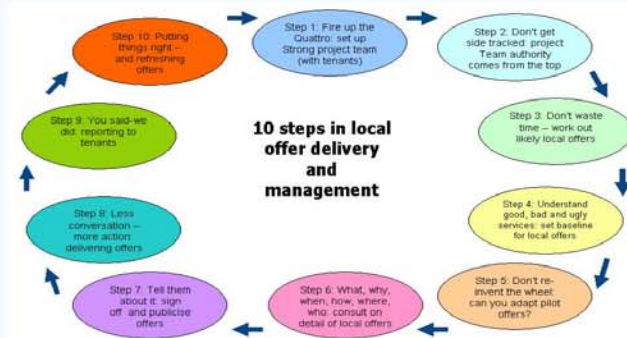 10 steps in local
offer delivery
and
management
Step 1: Fire up the
Quattro: set up
Strong project team
(with tenants)
Step 2: Don't get
side tracked: project
Team authority
comes from the top
Step 3: Don't waste
time – work out
likely local offers
Step 4: Understand
good, bad and ugly
services: set baseline
for local offers
Step 5: Don't re-
invent the wheel:
can you adapt pilot
offers?
Step 6: What, why,
when, how, where,
who: consult on
detail of local offers
Step 7: Tell them
about it: sign
off and publicise
offers
Step 8: Less
conversation –
more action:
delivering offers
Step 9: You said-we
did: reporting to
tenants
Step 10: Putting
things right –
and refreshing
offers